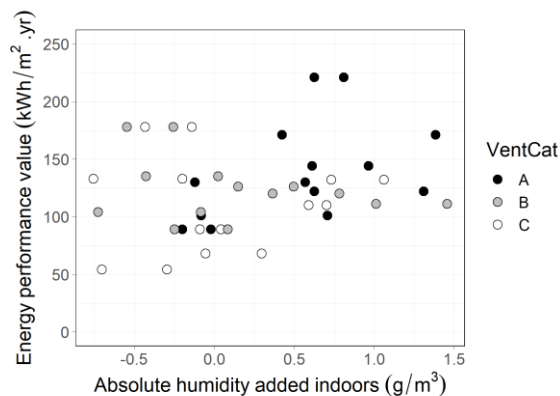 Energy performance value (kWh/m² .yr)
250
200
150
100
50
0
-0.5
0.0
0.5
1.0
1.5
Absolute humidity added indoors (g/m³)
VentCat
A
B
C